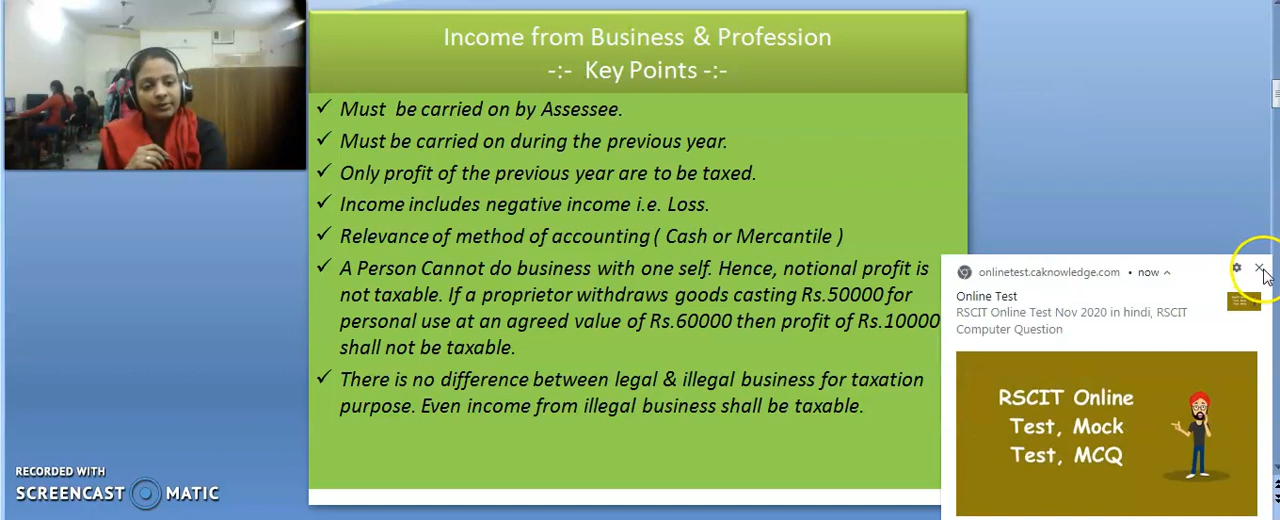 Income from Business & Profession
-:- Key Points -:-
✓ Must be carried on by Assessee.
✓ Must be carried on during the previous year.
✓ Only profit of the previous year are to be taxed.
✓ Income includes negative income i.e. Loss.
✓ Relevance of method of accounting ( Cash or Mercantile )
✓ A Person Cannot do business with one self. Hence, notional profit is
not taxable. If a proprietor withdraws goods casting Rs.50000 for
personal use at an agreed value of Rs.60000 then profit of Rs.10000
shall not be taxable.
✓ There is no difference between legal & illegal business for taxation
purpose. Even income from illegal business shall be taxable.
onlinetest.caknowledge.com • now
Online Test
RSCIT Online Test Nov 2020 in hindi, RSCIT
Computer Question
RSCIT Online
Test, Mock
Test, MCQ
RECORDED WITH
SCREENCAST MATIC